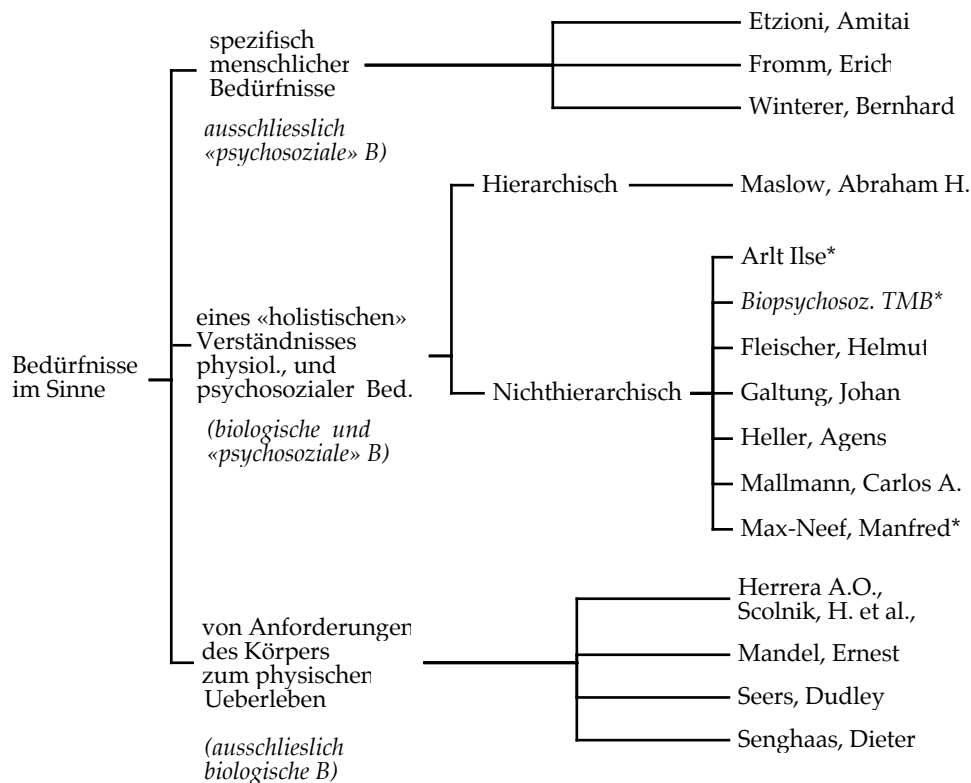 Bedürfnisse
im Sinne
spezifisch
menschlicher
Bedürfnisse
ausschliesslich
«psychosoziale» B)
Etzioni, Amitai
Fromm, Erich
Winterer, Bernhard
eines «holistischen»
Verständnisses
physiol., und
psychosozialer Bed.
(biologische und
«psychosoziale» B)
Hierarchisch
Maslow, Abraham H.
Nichthierarchisch
Arlt Ilse*
Biopsychosoz. TMB*
Fleischer, Helmut
Galtung, Johan
Heller, Agens
Mallmann, Carlos A.
Max-Neef, Manfred*
von Anforderungen
des Körpers
zum physischen
Ueberleben
(ausschlieslich
biologische B)
Herrera A.O.,
Scolnik, H. et al.,
Mandel, Ernest
Seers, Dudley
Senghaas, Dieter